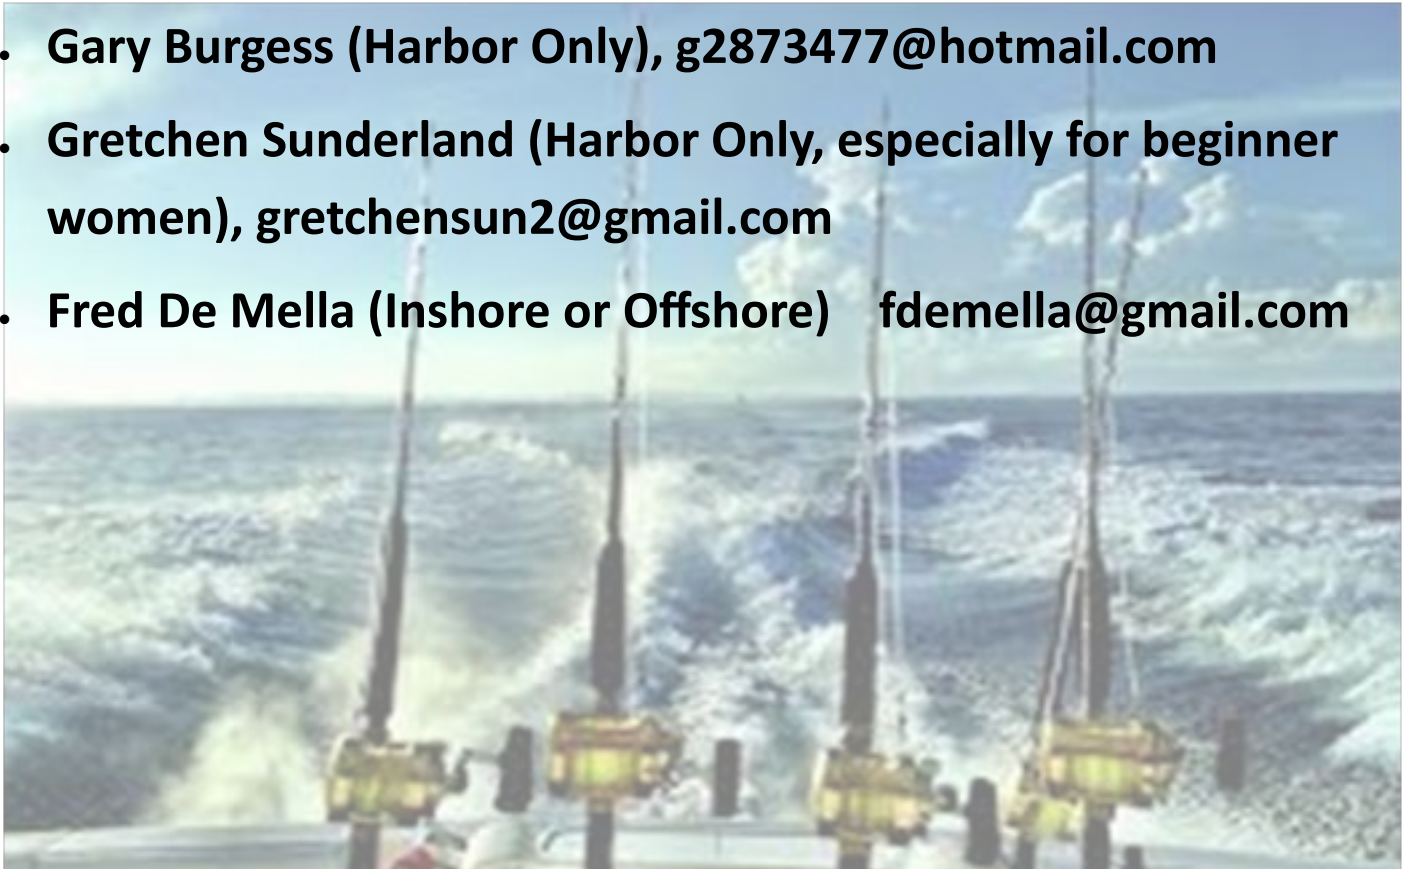 • Gary Burgess (Harbor Only), g2873477@hotmail.com
• Gretchen Sunderland (Harbor Only, especially for beginner
women), gretchensun2@gmail.com
• Fred De Mella (Inshore or Offshore) fdemella@gmail.com